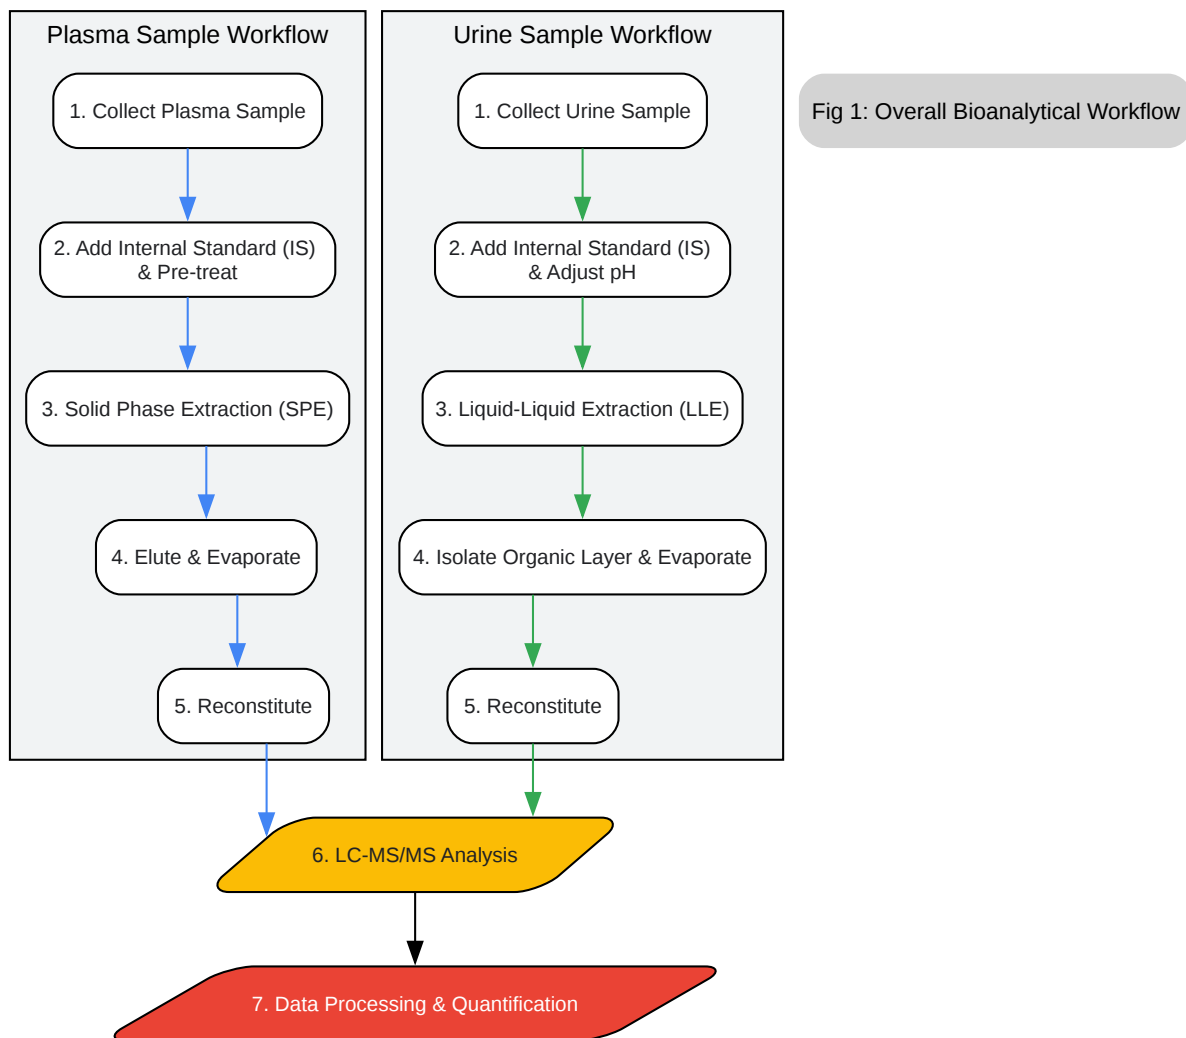 Plasma Sample Workflow
1. Collect Plasma Sample
2. Add Internal Standard (IS)
& Pre-treat
3. Solid Phase Extraction (SPE)
4. Elute & Evaporate
5. Reconstitute
Urine Sample Workflow
1. Collect Urine Sample
2. Add Internal Standard (IS)
& Adjust pH
3. Liquid-Liquid Extraction (LLE)
4. Isolate Organic Layer & Evaporate
5. Reconstitute
Fig 1: Overall Bioanalytical Workflow
6. LC-MS/MS Analysis
7. Data Processing & Quantification